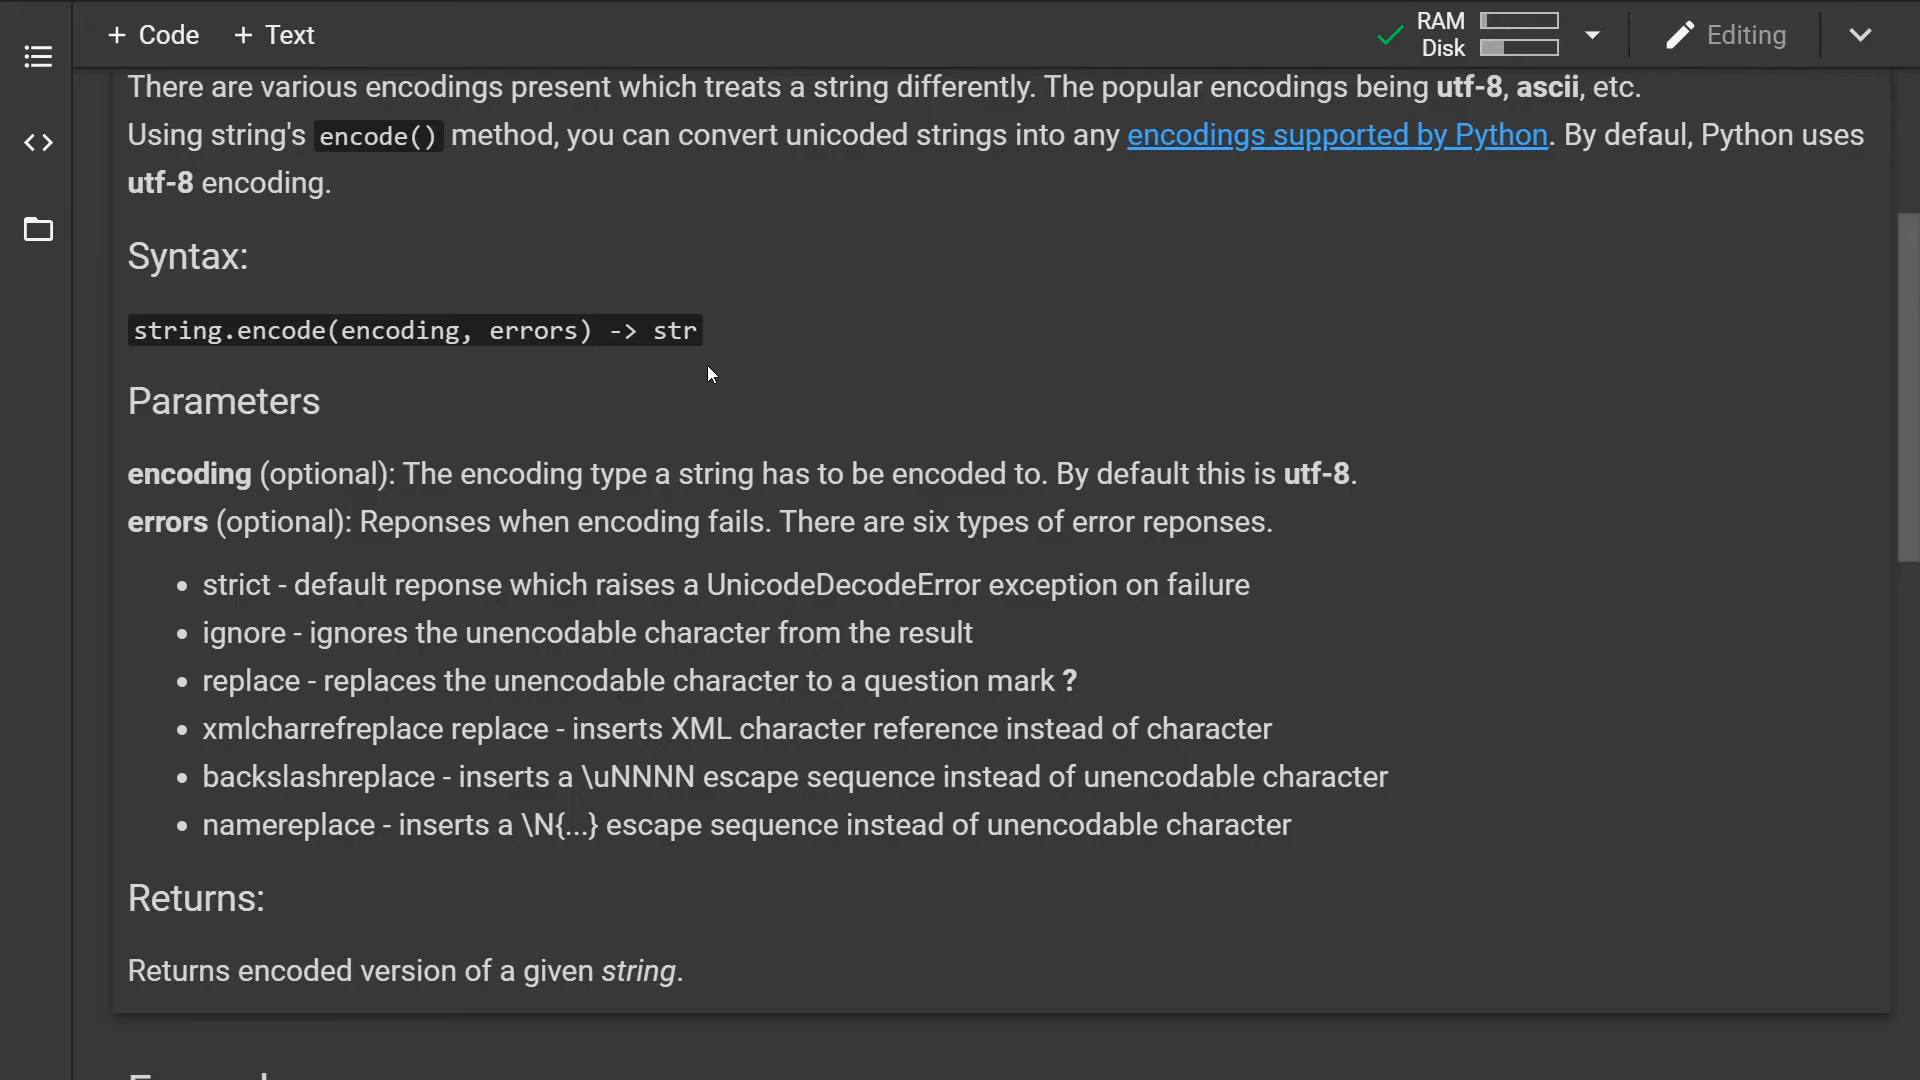 + Code + Text
RAM
Disk
Editing
There are various encodings present which treats a string differently. The popular encodings being utf-8, ascii, etc.
Using string's encode() method, you can convert unicoded strings into any encodings supported by Python. By defaul, Python uses
utf-8 encoding.
Syntax:
string.encode(encoding, errors) -> str
Parameters
encoding (optional): The encoding type a string has to be encoded to. By default this is utf-8.
errors (optional): Reponses when encoding fails. There are six types of error reponses.
• strict - default reponse which raises a UnicodeDecodeError exception on failure
• ignore - ignores the unencodable character from the result
• replace - replaces the unencodable character to a question mark ?
• xmlcharrefreplace replace - inserts XML character reference instead of character
• backslashreplace - inserts a \uNNNN escape sequence instead of unencodable character
• namereplace - inserts a \N{...} escape sequence instead of unencodable character
Returns:
Returns encoded version of a given string.